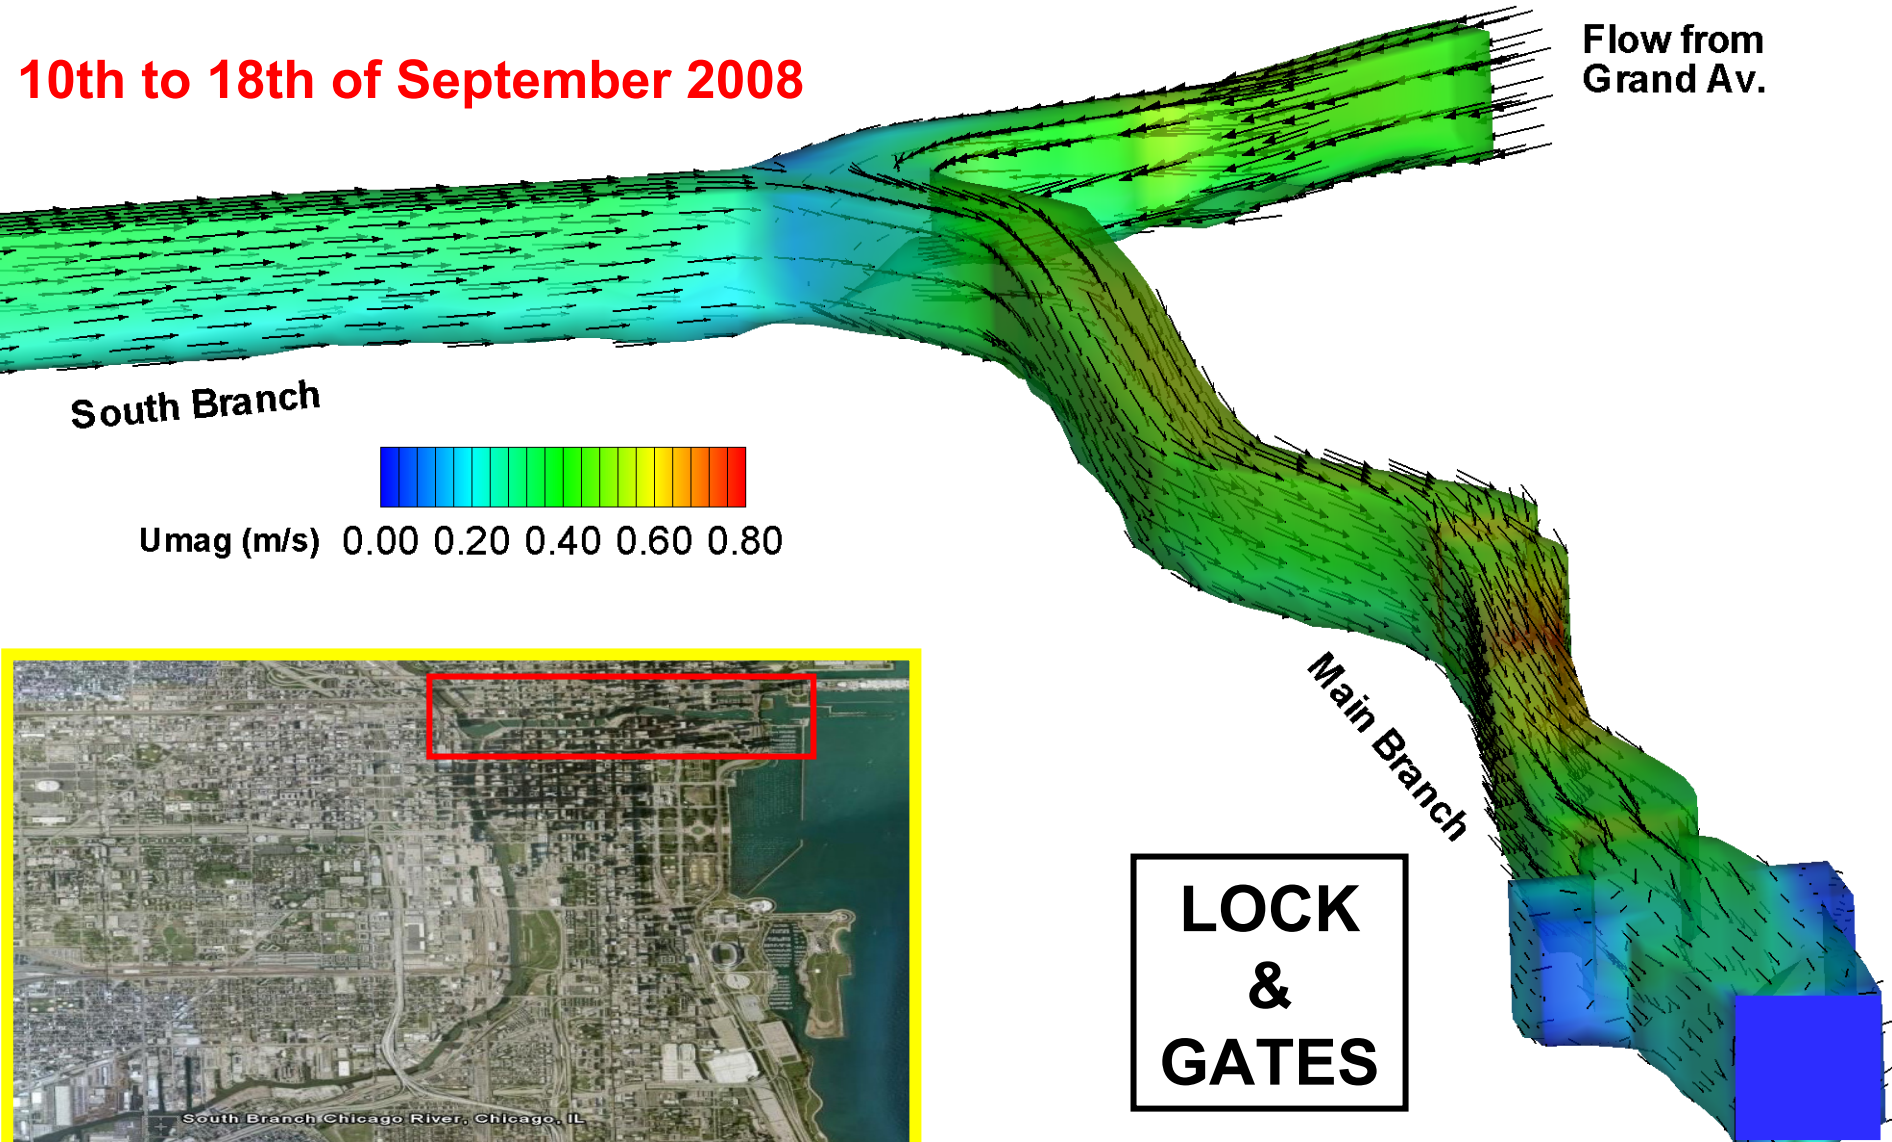 10th to 18th of September 2008
Flow from
Grand Av.
South Branch
Umag (m/s) 0.00 0.20 0.40 0.60 0.80
Main Branch
LOCK
&
GATES
South Branch Chicago River, Chicago, IL